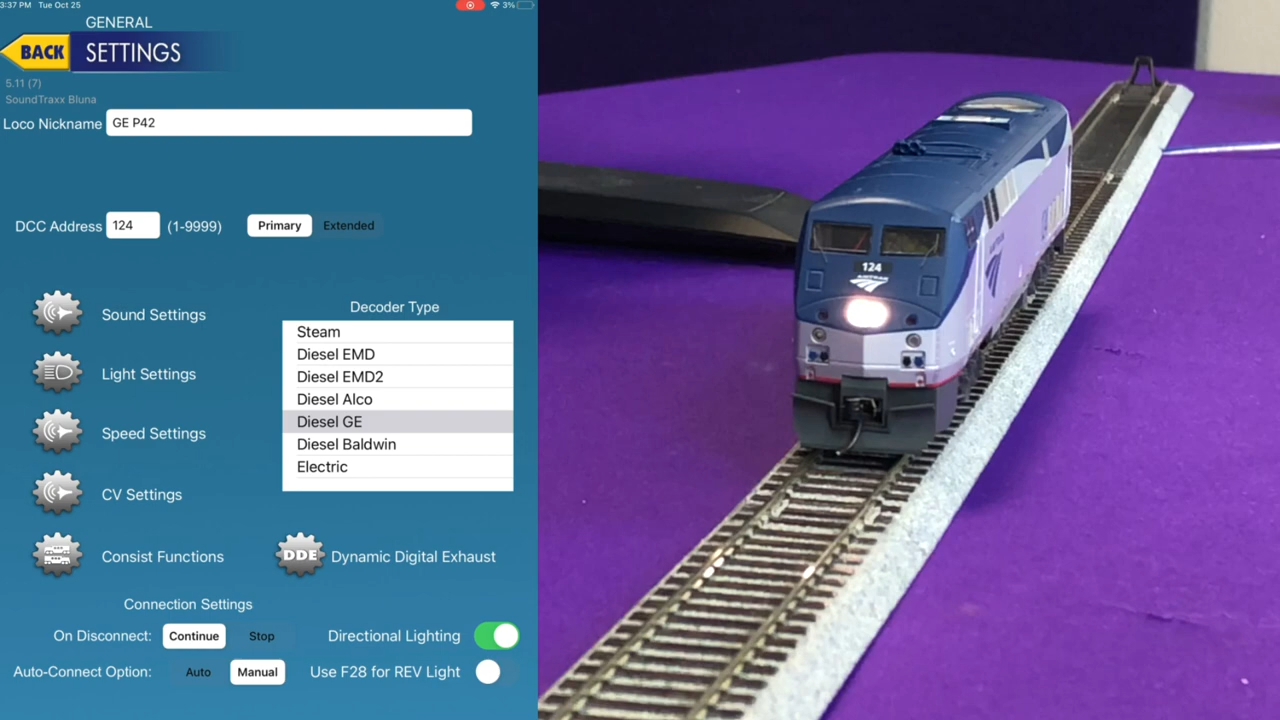 3:37 PM Tue Oct 25
3%
GENERAL
BACK
SETTINGS
5.11 (7)
SoundTraxx Bluna
Loco Nickname GE P42
DCC Address 124 (1-9999) Primary Extended
Sound Settings
Light Settings
Speed Settings
CV Settings
Consist Functions
Decoder Type
Steam
Diesel EMD
Diesel EMD2
Diesel Alco
Diesel GE
Diesel Baldwin
Electric
DDE Dynamic Digital Exhaust
Connection Settings
On Disconnect: Continue Stop
Directional Lighting
Auto-Connect Option: Auto Manual
Use F28 for REV Light
124
AMTRAK